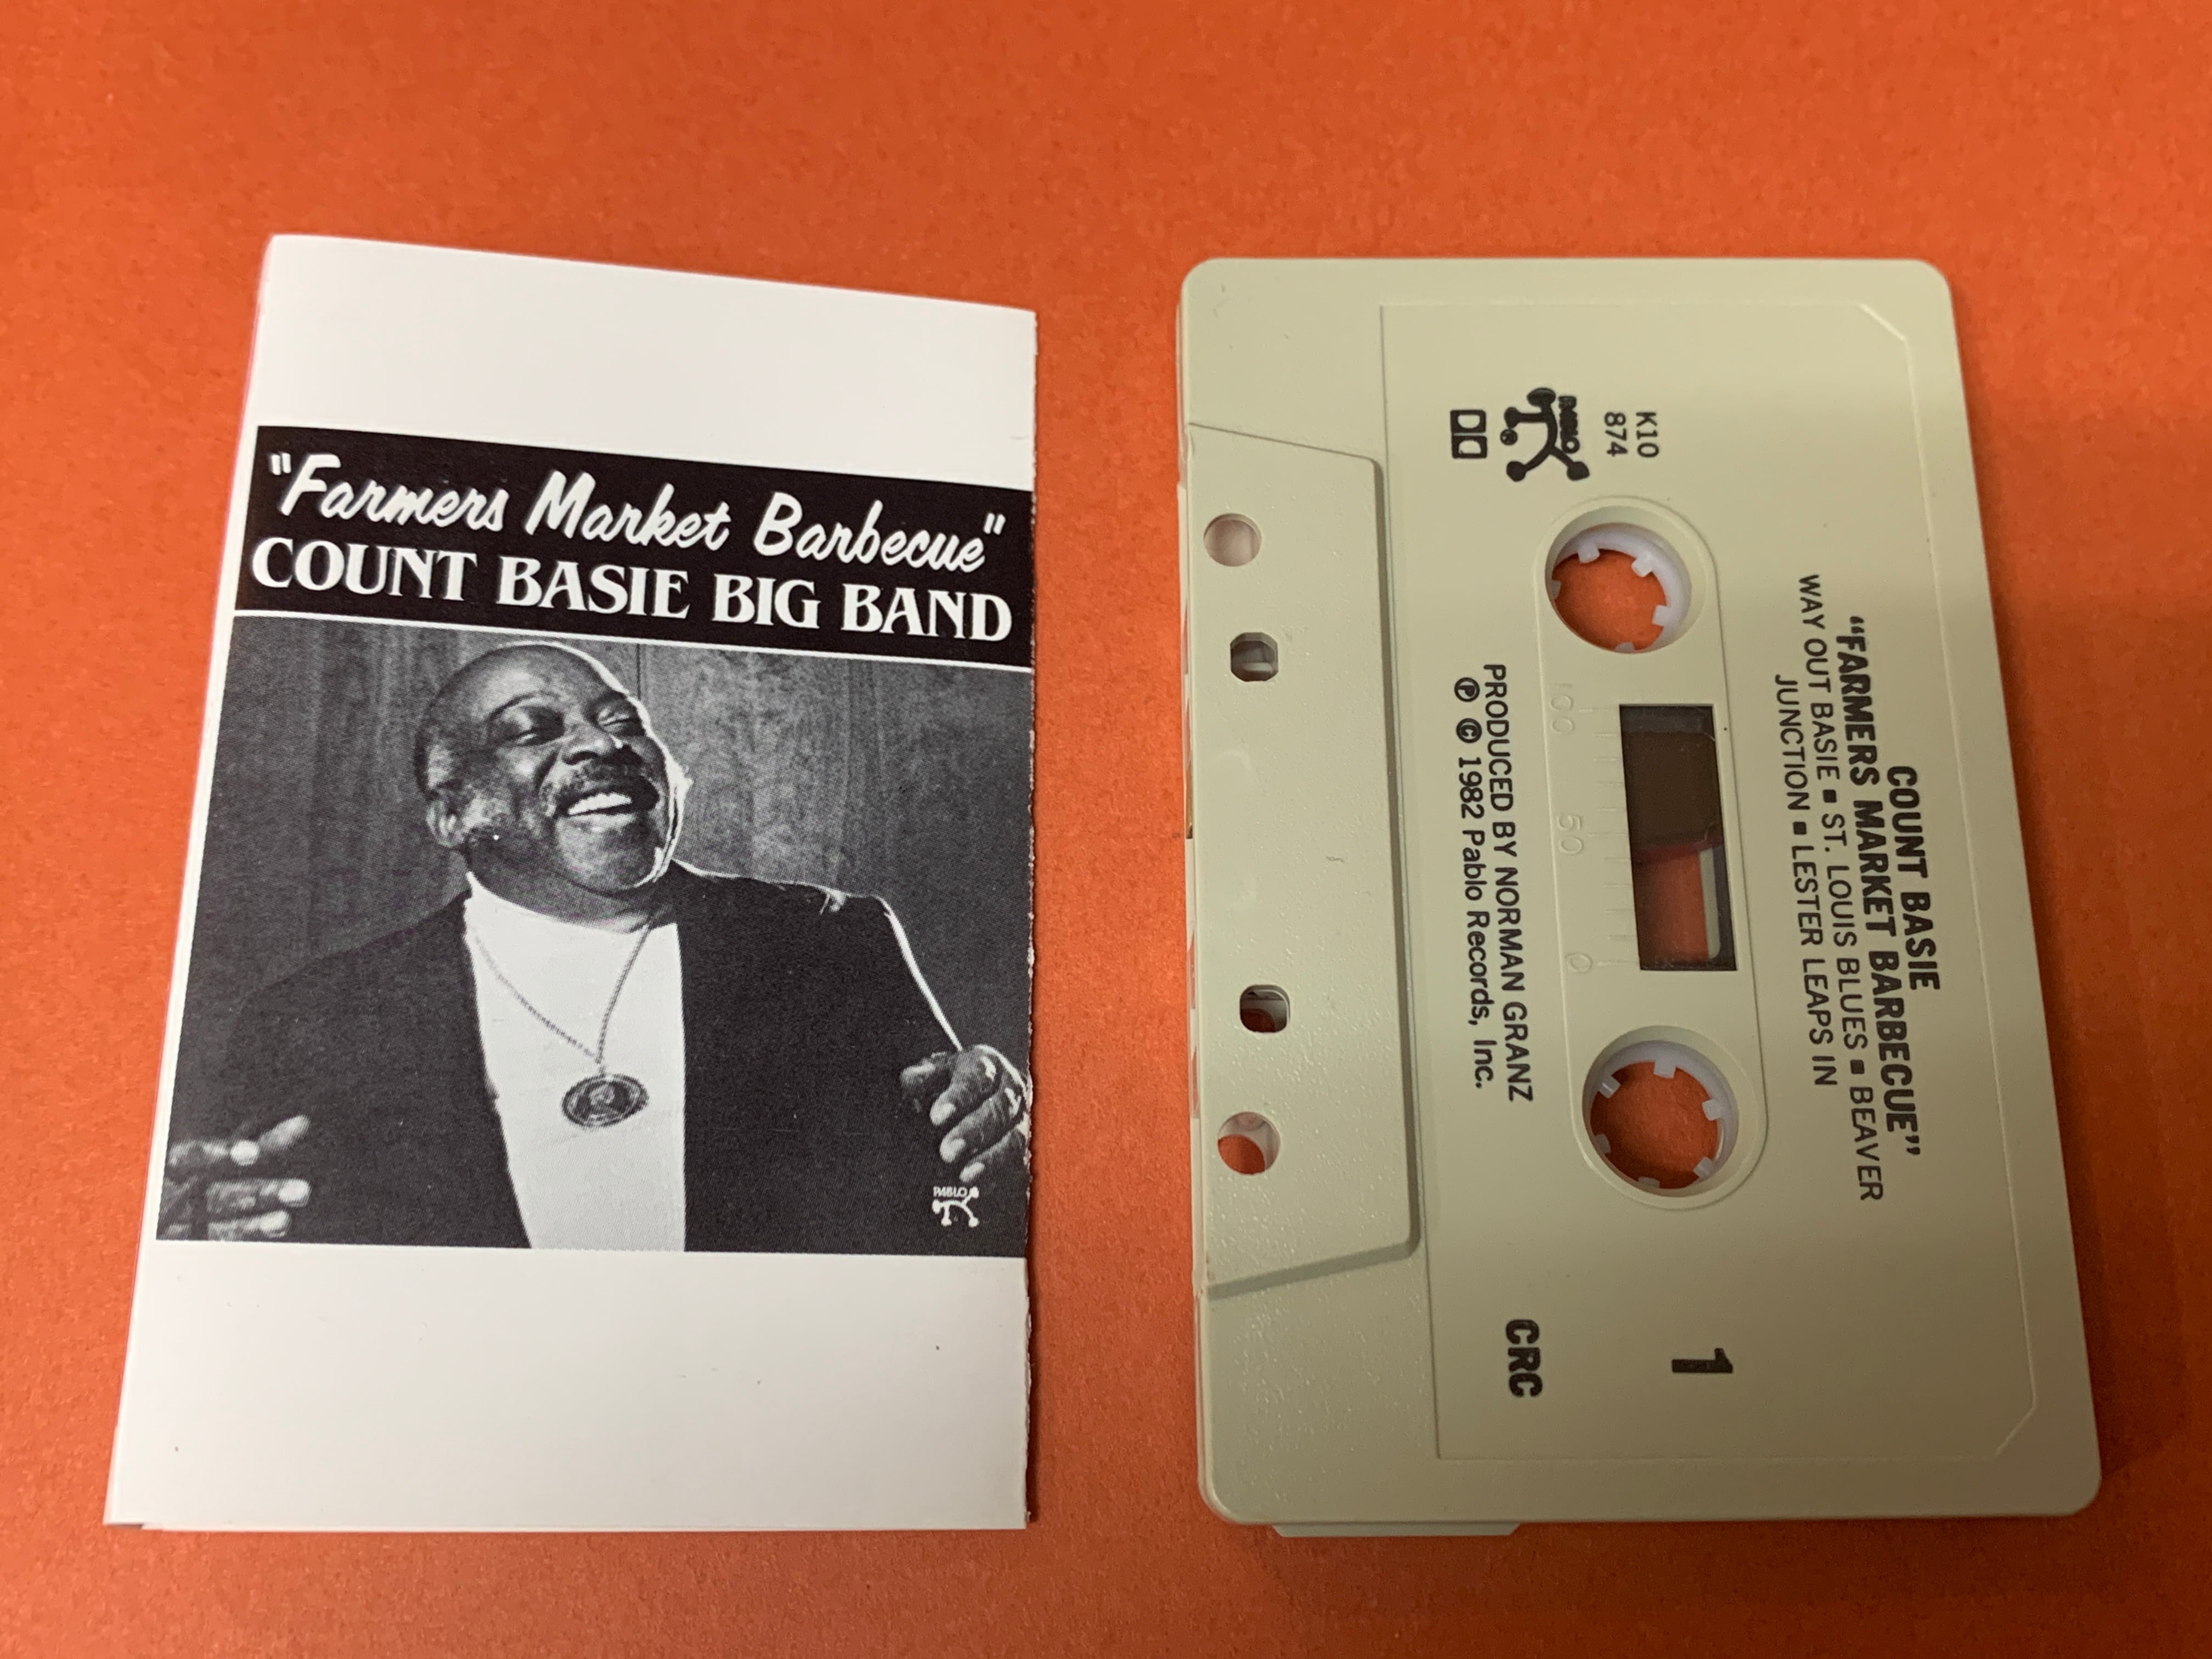 "Farmers Market Barbecue"
COUNT BASIE BIG BAND
PABLO
COUNT BASIE
“FARMERS MARKET BARBECUE”
WAY OUT BASIE ▪ ST. LOUIS BLUES ▪ BEAVER
JUNCTION ▪ LESTER LEAPS IN
K10
874
PABLO
®
1
100 50 0
PRODUCED BY NORMAN GRANZ
℗ © 1982 Pablo Records, Inc.
CRC